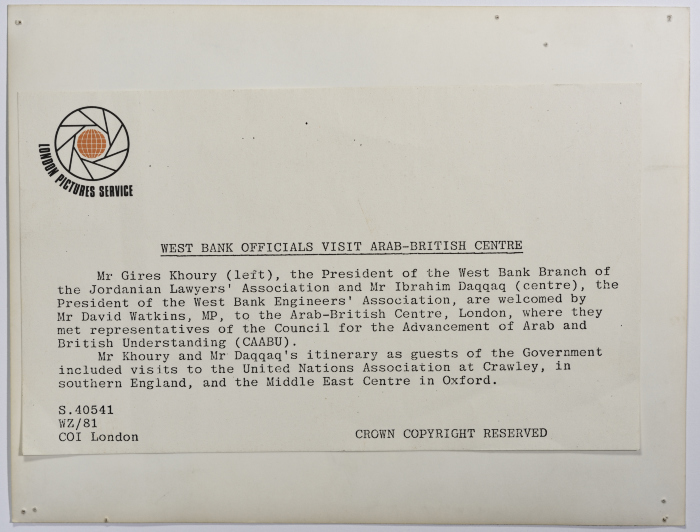 LONDON PICTURES SERVICE
WEST BANK OFFICIALS VISIT ARAB-BRITISH CENTRE
Mr Gires Khoury (left), the President of the West Bank Branch of
the Jordanian Lawyers' Association and Mr Ibrahim Daqqaq (centre), the
President of the West Bank Engineers' Association, are welcomed by
Mr David Watkins, MP, to the Arab-British Centre, London, where they
met representatives of the Council for the Advancement of Arab and
British Understanding (CAABU).
Mr Khoury and Mr Daqqaq's itinerary as guests of the Government
included visits to the United Nations Association at Crawley, in
southern England, and the Middle East Centre in Oxford.
S.40541
WZ/81
COI London
CROWN COPYRIGHT RESERVED